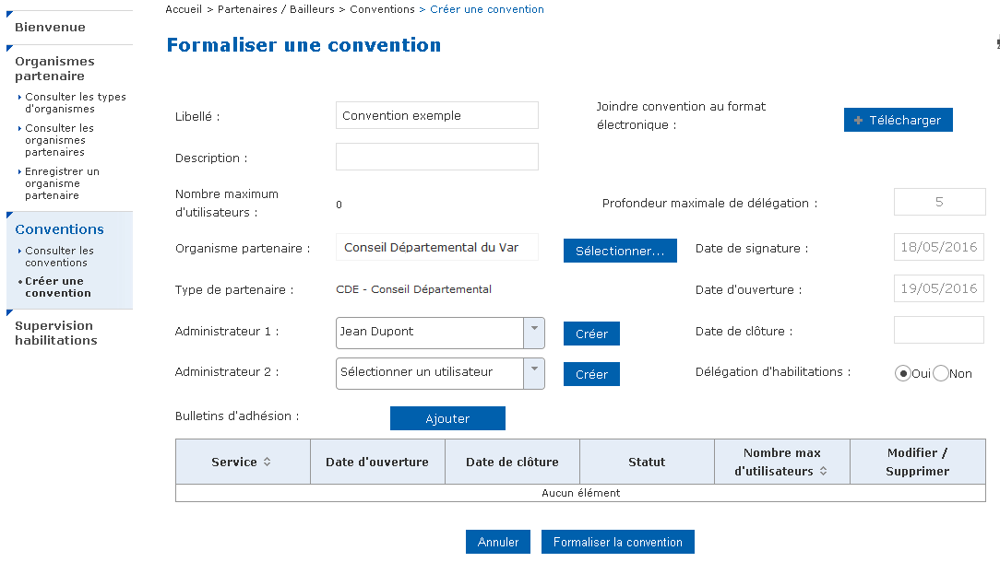 Accueil > Partenaires / Bailleurs > Conventions > Créer une convention
Bienvenue
Organismes
partenaire
Consulter les types
d'organismes
Consulter les
organismes
partenaires
Enregistrer un
organisme
partenaire
Conventions
Consulter les
conventions
Créer une
convention
Supervision
habilitations
Formaliser une convention
Libellé :
Convention exemple
Joindre convention au format
électronique :
+ Télécharger
Description :
Nombre maximum
d'utilisateurs :
0
Profondeur maximale de délégation :
5
Organisme partenaire :
Conseil Départemental du Var
Sélectionner...
Date de signature :
18/05/2016
Type de partenaire :
CDE - Conseil Départemental
Date d'ouverture :
19/05/2016
Administrateur 1 :
Jean Dupont
Créer
Date de clôture :
Administrateur 2 :
Sélectionner un utilisateur
Créer
Délégation d'habilitations :
Oui Non
Bulletins d'adhésion :
Ajouter
Service
Date d'ouverture
Date de clôture
Statut
Nombre max
d'utilisateurs
Modifier /
Supprimer
Aucun élément
Annuler
Formaliser la convention